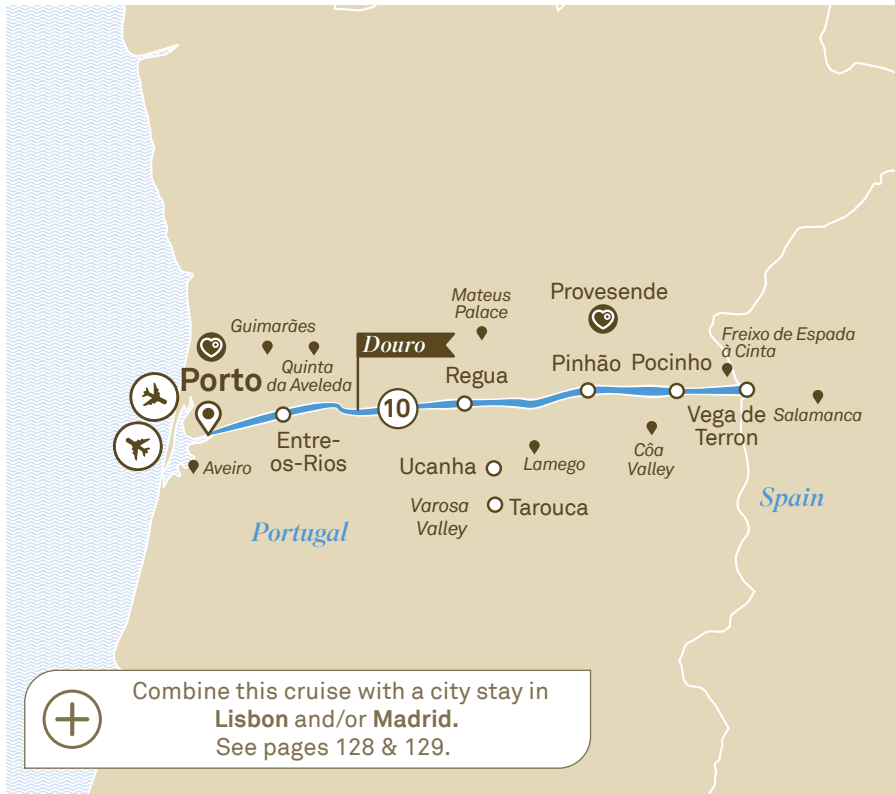 Mateus
Palace
Provesende
Guimarães
Douro
Freixo de Espada
à Cinta
Quinta
da Aveleda
Porto
Regua
Pinhão
Pocinho
10
Entre-
os-Rios
Vega de
Terron
Salamanca
Aveiro
Ucanha
Lamego
Côa
Valley
Varosa
Valley
Tarouca
Portugal
Spain
Combine this cruise with a city stay in
Lisbon and/or Madrid.
See pages 128 & 129.